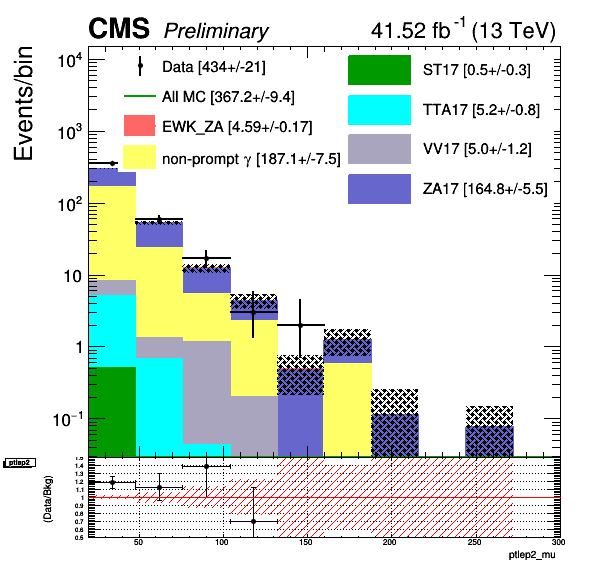 CMS Preliminary 41.52 fb⁻¹ (13 TeV)
Events/bin
10⁴
10³
10²
10
1
10⁻¹
Data [434+/-21]
All MC [367.2+/-9.4]
EWK_ZA [4.59+/-0.17]
non-prompt γ [187.1+/-7.5]
ST17 [0.5+/-0.3]
TTA17 [5.2+/-0.8]
VV17 [5.0+/-1.2]
ZA17 [164.8+/-5.5]
ptlep2
(Data/Bkg)
1.5
1.4
1.3
1.2
1.1
1
0.9
0.8
0.7
0.6
0.5
50 100 150 200 250 300
ptlep2_mu